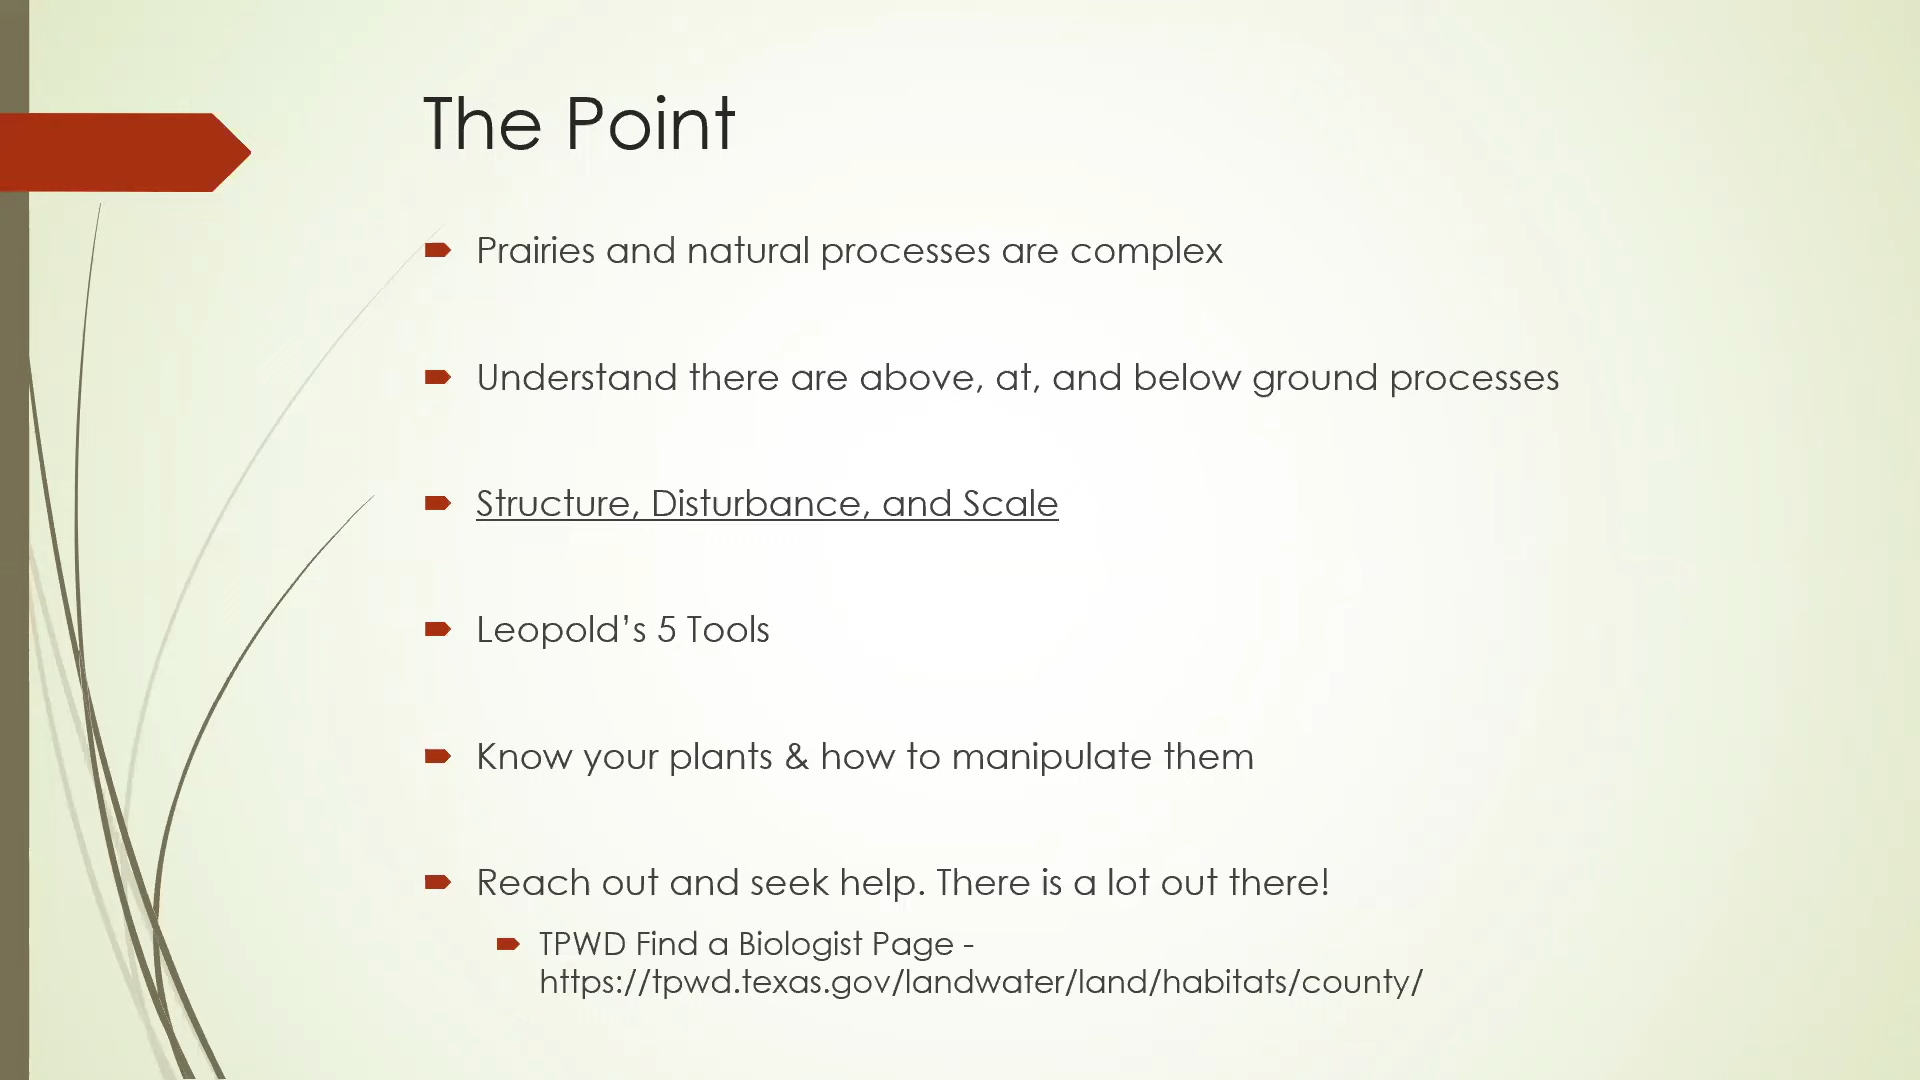 The Point
Prairies and natural processes are complex
Understand there are above, at, and below ground processes
Structure, Disturbance, and Scale
Leopold’s 5 Tools
Know your plants & how to manipulate them
Reach out and seek help. There is a lot out there!
TPWD Find a Biologist Page -
https://tpwd.texas.gov/landwater/land/habitats/county/